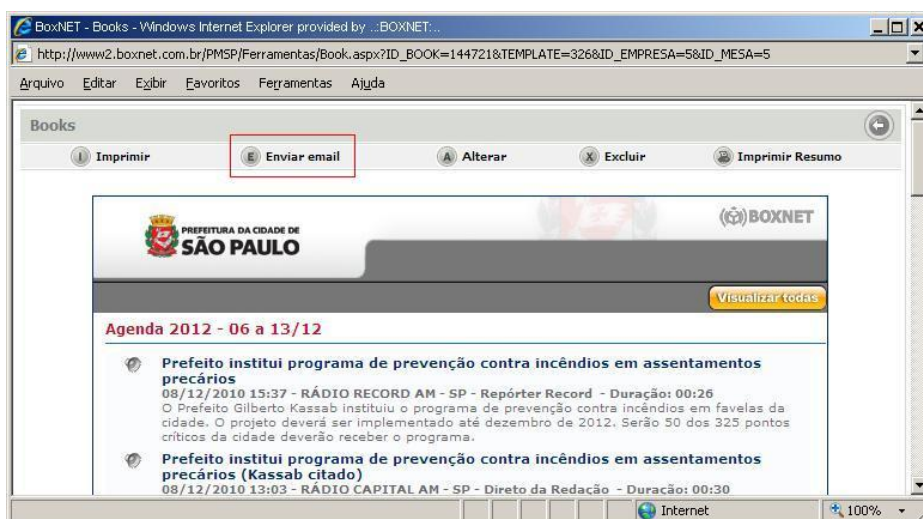 BoxNET - Books - Windows Internet Explorer provided by ..:BOXNET:..
http://www2.boxnet.com.br/PMSP/Ferramentas/Book.aspx?ID_BOOK=144721&TEMPLATE=326&ID_EMPRESA=5&ID_MESA=5
Arquivo Editar Exibir Favoritos Ferramentas Ajuda
Books
I Imprimir E Enviar email A Alterar X Excluir Imprimir Resumo
PREFEITURA DA CIDADE DE
SÃO PAULO
BOXNET
Visualizar todas
Agenda 2012 - 06 a 13/12
Prefeito institui programa de prevenção contra incêndios em assentamentos
precários
08/12/2010 15:37 - RÁDIO RECORD AM - SP - Repórter Record - Duração: 00:26
O Prefeito Gilberto Kassab instituiu o programa de prevenção contra incêndios em favelas da
cidade. O projeto deverá ser implementado até dezembro de 2012. Serão 50 dos 325 pontos
críticos da cidade deverão receber o programa.
Prefeito institui programa de prevenção contra incêndios em assentamentos
precários (Kassab citado)
08/12/2010 13:03 - RÁDIO CAPITAL AM - SP - Direto da Redação - Duração: 00:30
Internet 100%